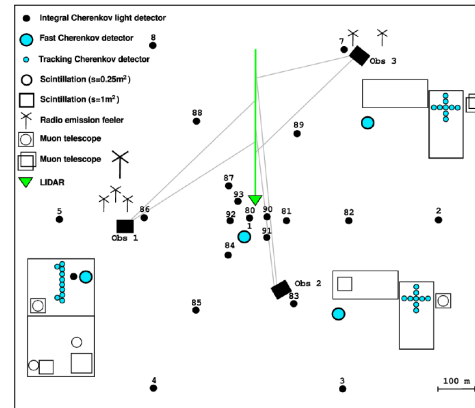 Integral Cherenkov light detector
Fast Cherenkov detector
Tracking Cherenkov detector
Scintillation (s=0.25m²)
Scintillation (s=1m²)
Radio emission feeler
Muon telescope
Muon telescope
LIDAR
8
7
Obs 3
88
89
87
93
5
86
92
80
90
81
82
2
1
91
Obs 1
84
Obs 2
83
85
4
3
100 m